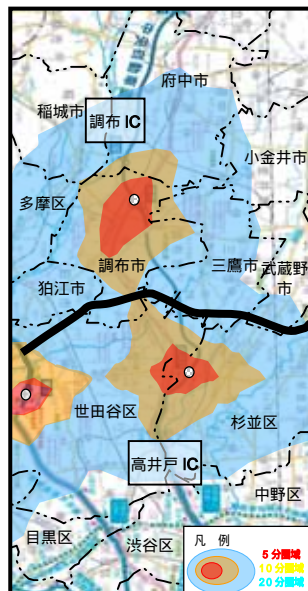 府中市
稲城市
調布 IC
小金井市
多摩区
調布市
三鷹市
武蔵野市
狛江市
世田谷区
杉並区
高井戸 IC
中野区
目黒区
渋谷区
凡 例
5 分圏域
10 分圏域
20 分圏域